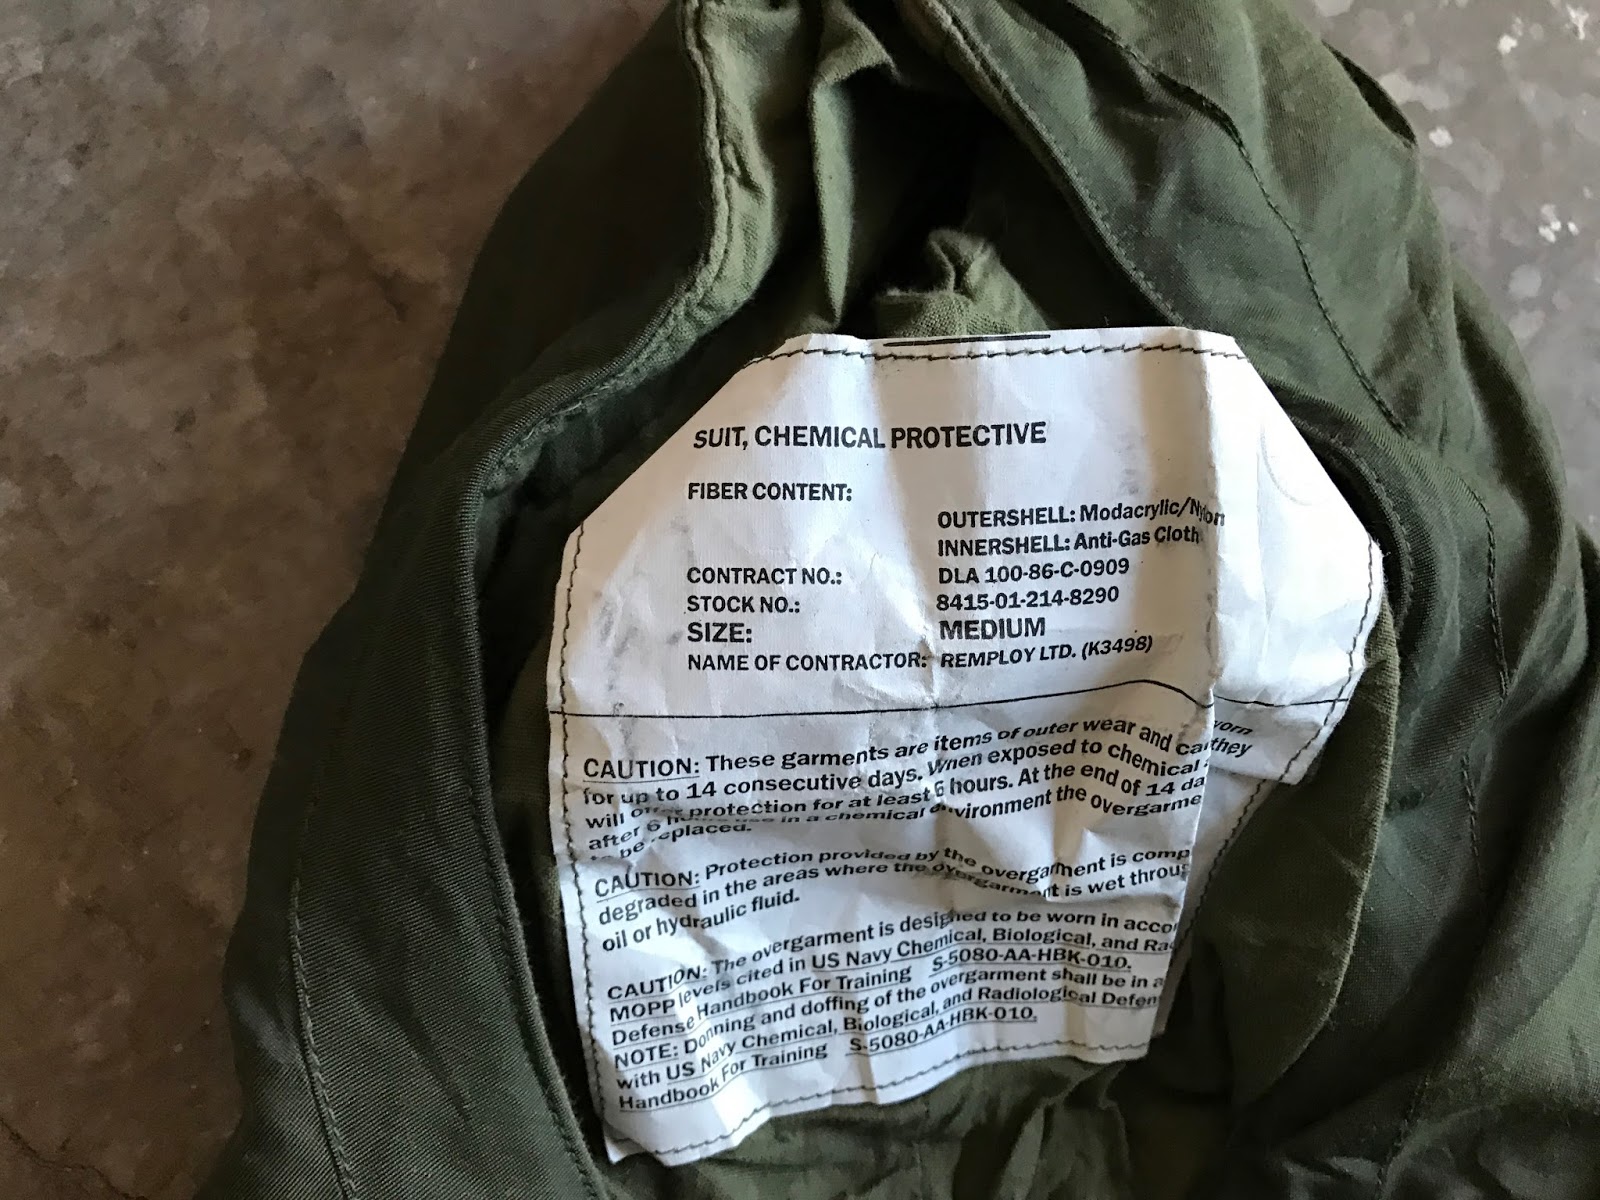 SUIT, CHEMICAL PROTECTIVE
FIBER CONTENT:
OUTERSHELL: Modacrylic/Nylon
INNERSHELL: Anti-Gas Cloth
CONTRACT NO.: DLA 100-86-C-0909
STOCK NO.: 8415-01-214-8290
SIZE: MEDIUM
NAME OF CONTRACTOR: REMPLOY LTD. (K3498)
CAUTION: These garments are items of outer wear and can worn
for up to 14 consecutive days. When exposed to chemical they
will offer protection for at least 6 hours. At the end of 14 da
after 6 hours use in a chemical environment the overgarme
to be replaced.
CAUTION: Protection provided by the overgarment is comp
degraded in the areas where the overgarment is wet throug
oil or hydraulic fluid.
CAUTION: The overgarment is designed to be worn in acco
MOPP levels cited in US Navy Chemical, Biological, and Ra
Defense Handbook For Training S-5080-AA-HBK-010.
NOTE: Donning and doffing of the overgarment shall be in a
with US Navy Chemical, Biological, and Radiological Defen
Handbook For Training S-5080-AA-HBK-010.